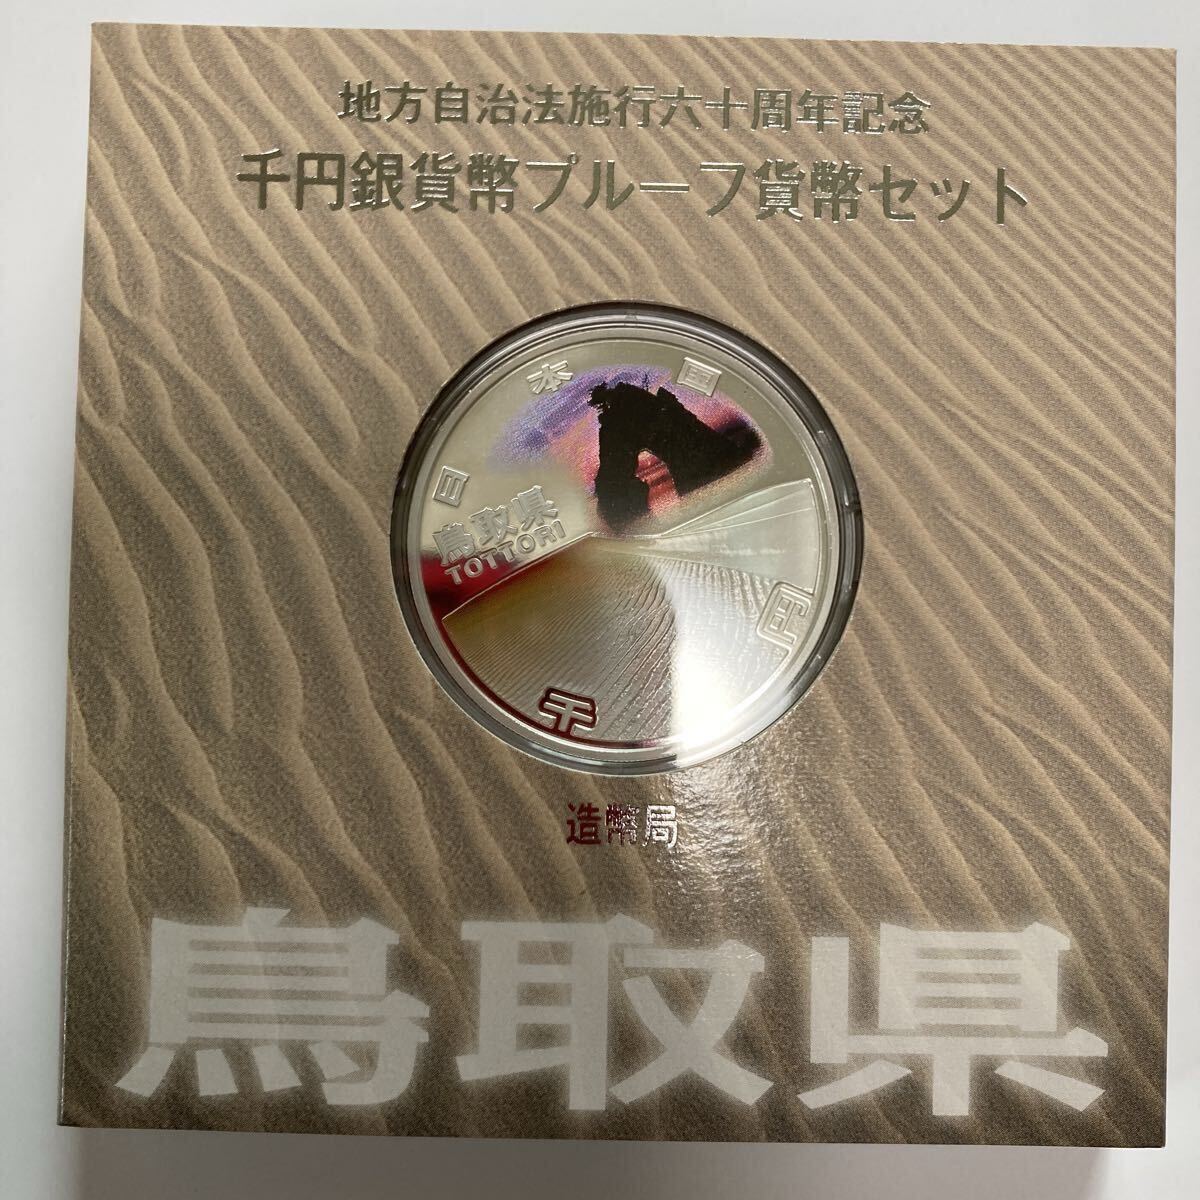 地方自治法施行六十周年記念
千円銀貨幣プルーフ貨幣セット
日本国
鳥取県
TOTTORI
千円
造幣局
鳥取県